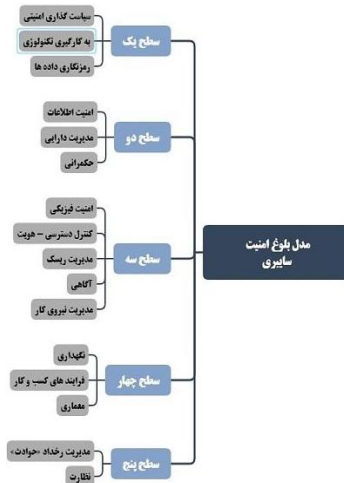 مدل بلوغ امنیت
سایبری
سطح یک
سیاست گذاری امنیتی
به کارگیری تکنولوژی
رمزنگاری داده ها
سطح دو
امنیت اطلاعات
مدیریت دارایی
حکمرانی
سطح سه
امنیت فیزیکی
کنترل دسترسی – هویت
مدیریت ریسک
آگاهی
مدیریت نیروی کار
سطح چهار
نگهداری
فرایند های کسب و کار
معماری
سطح پنج
مدیریت رخداد «حوادث»
نظارت